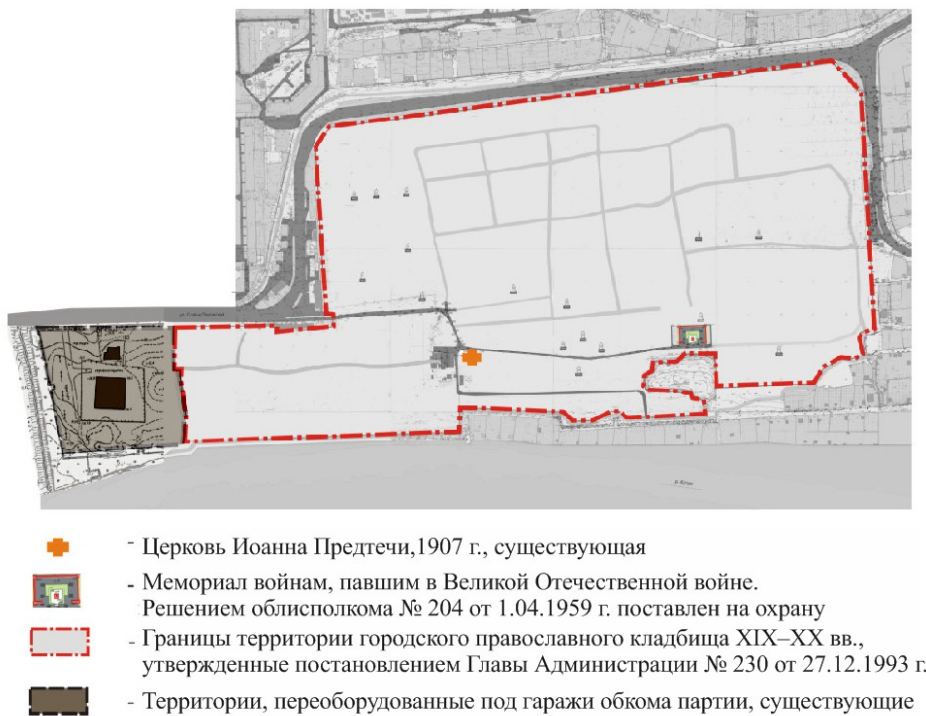 Церковь Иоанна Предтечи,1907 г., существующая
- Мемориал войнам, павшим в Великой Отечественной войне.
Решением облисполкома № 204 от 1.04.1959 г. поставлен на охрану
- Границы территории городского православного кладбища XIX–XX вв.,
утвержденные постановлением Главы Администрации № 230 от 27.12.1993 г.
- Территории, переоборудованные под гаражи обкома партии, существующие